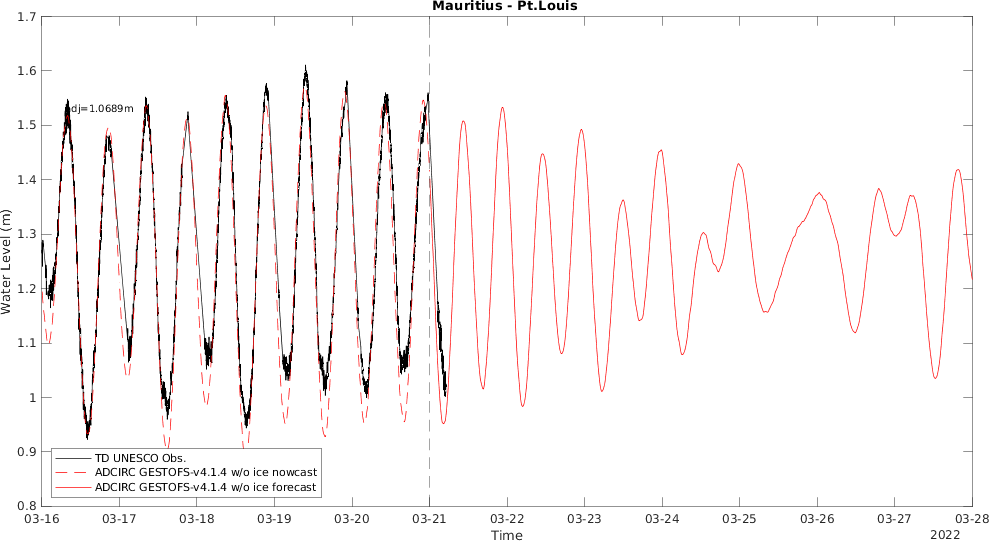 Mauritius - Pt.Louis
Water Level (m)
1.7
1.6
1.5
1.4
1.3
1.2
1.1
1
0.9
0.8
dj=1.0689m
TD UNESCO Obs.
ADCIRC GESTOFS-v4.1.4 w/o ice nowcast
ADCIRC GESTOFS-v4.1.4 w/o ice forecast
03-16 03-17 03-18 03-19 03-20 03-21 03-22 03-23 03-24 03-25 03-26 03-27 03-28
Time
2022